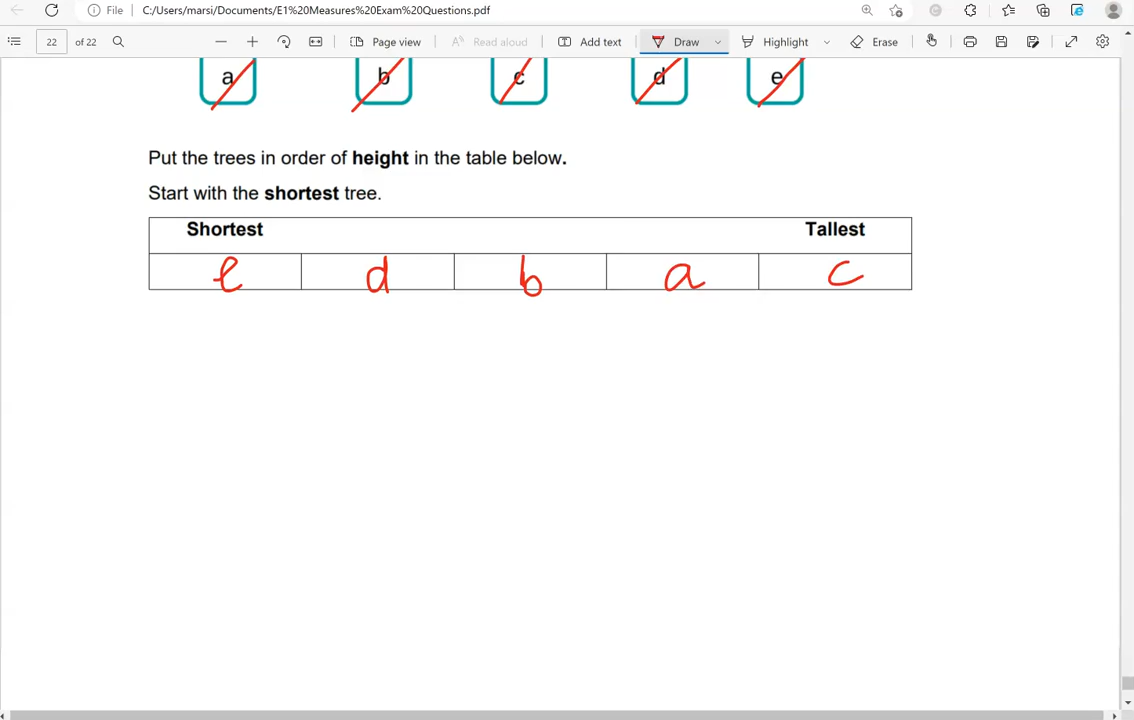 File C:/Users/marsi/Documents/E1%20Measures%20Exam%20Questions.pdf
22 of 22 Page view Read aloud Add text Draw Highlight Erase
a b c d e
Put the trees in order of height in the table below.
Start with the shortest tree.
Shortest Tallest
e d b a c